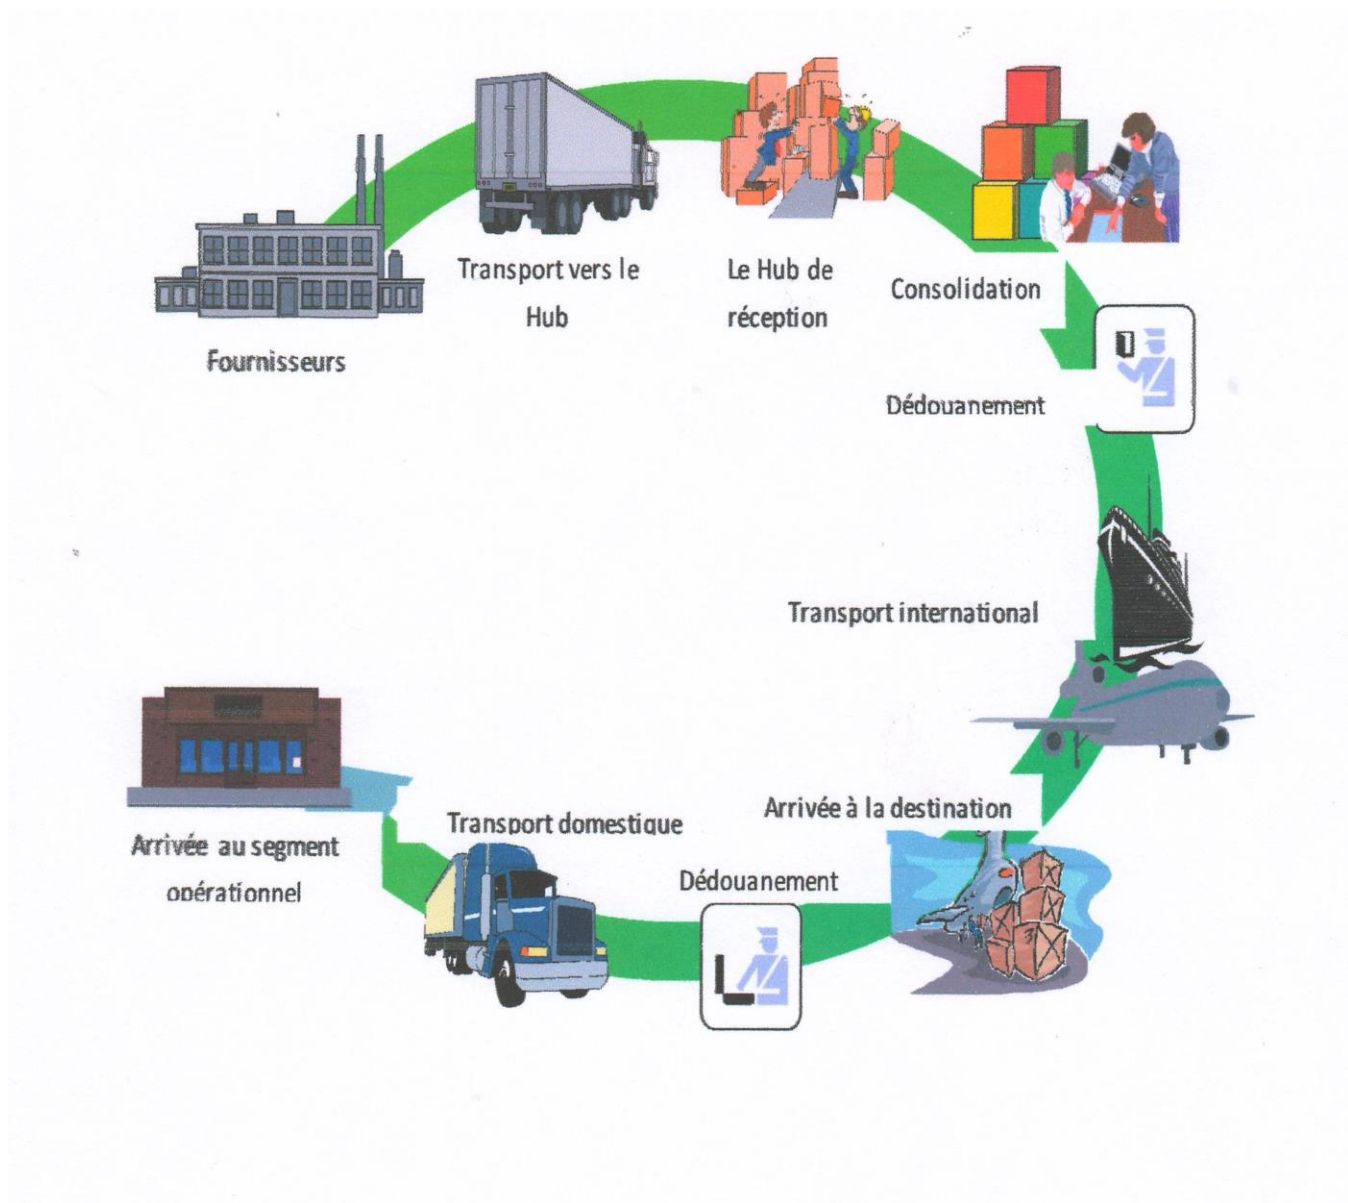 Fournisseurs
Transport vers le
Hub
Le Hub de
réception
Consolidation
Dédouanement
Transport international
Arrivée à la destination
Dédouanement
Transport domestique
Arrivée au segment
opérationnel